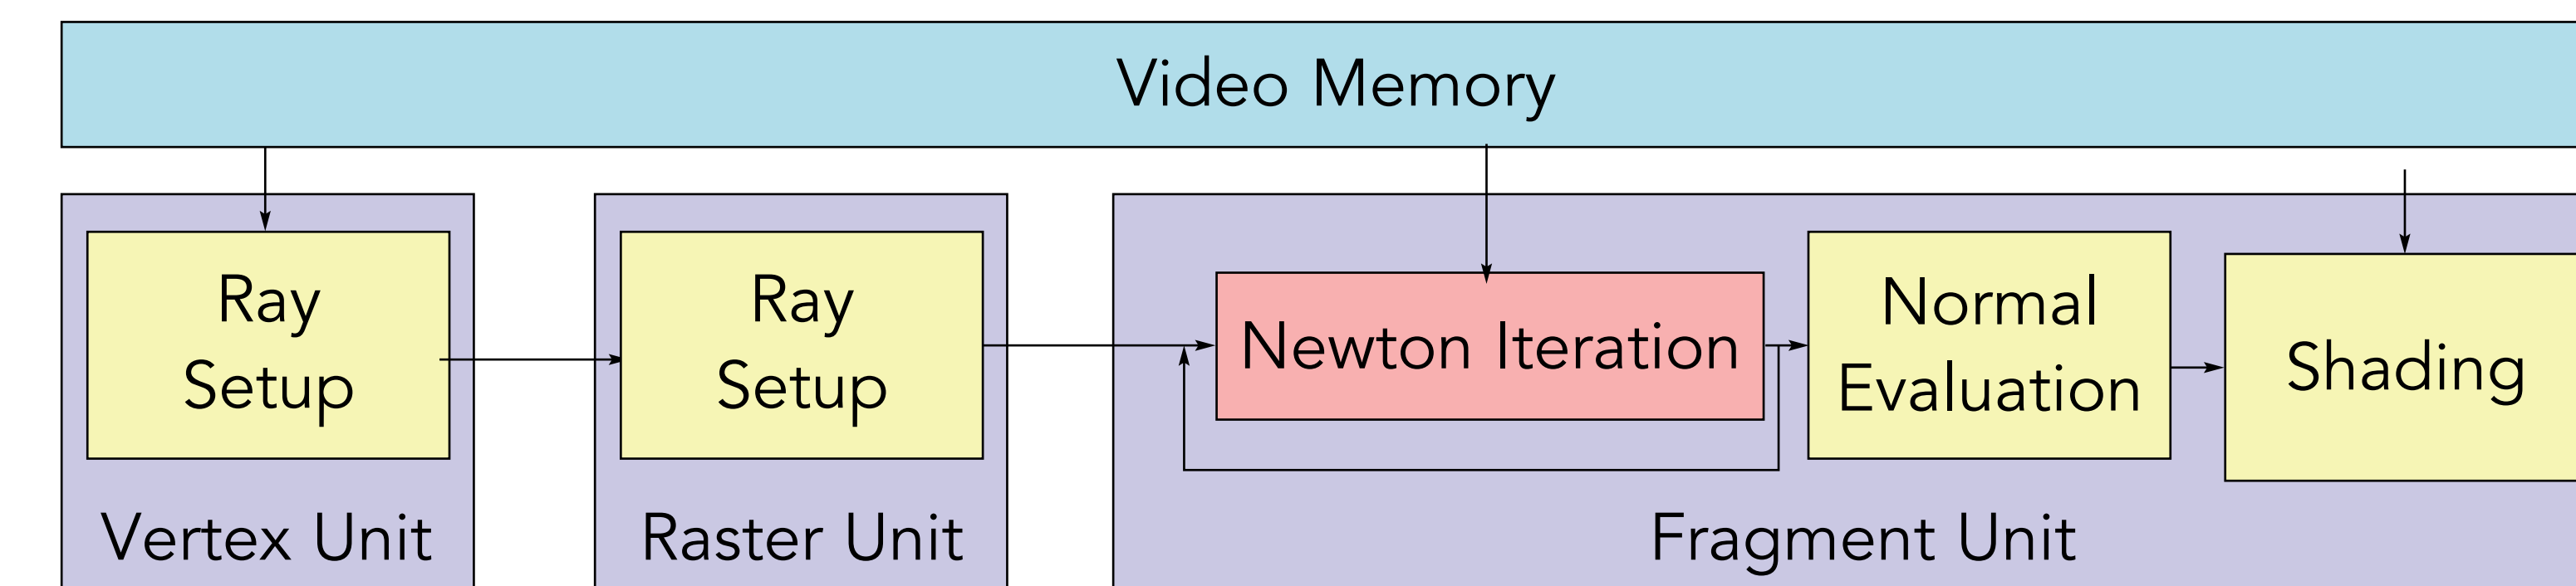 Video Memory
Ray
Setup
Ray
Setup
Newton Iteration
Normal
Evaluation
Shading
Vertex Unit
Raster Unit
Fragment Unit